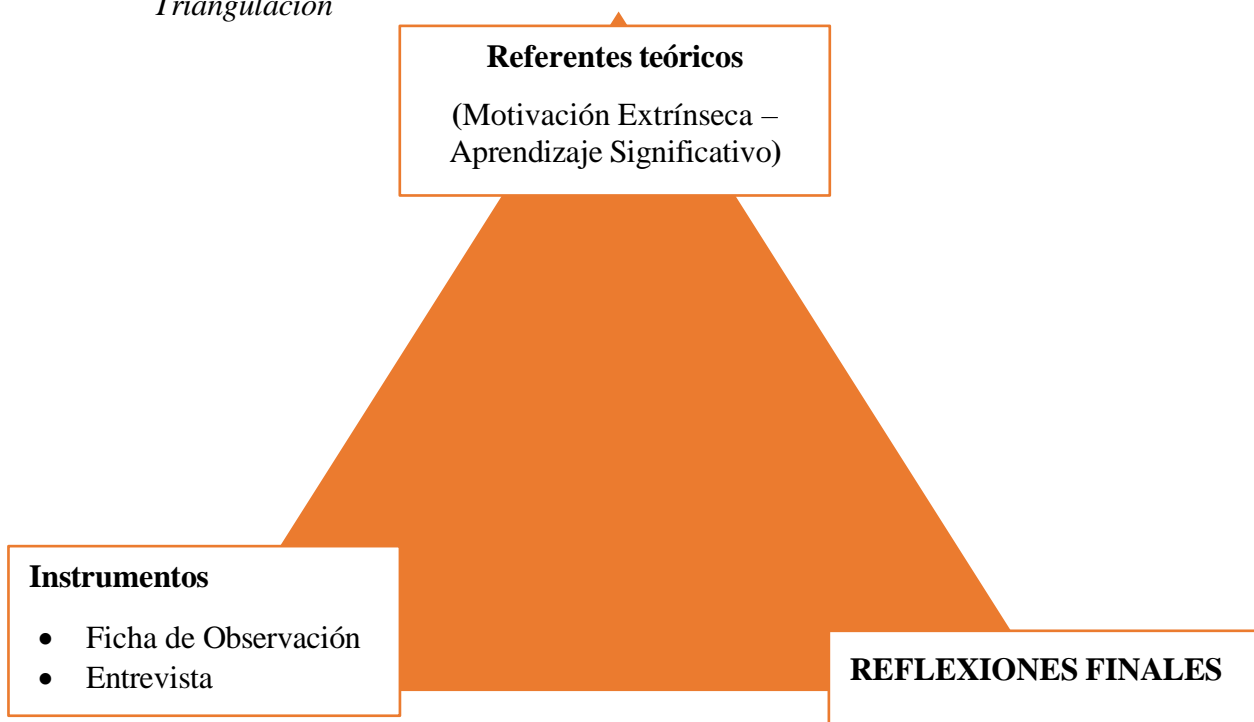 Triangulación
Referentes teóricos
(Motivación Extrínseca –
Aprendizaje Significativo)
Instrumentos
• Ficha de Observación
• Entrevista
REFLEXIONES FINALES